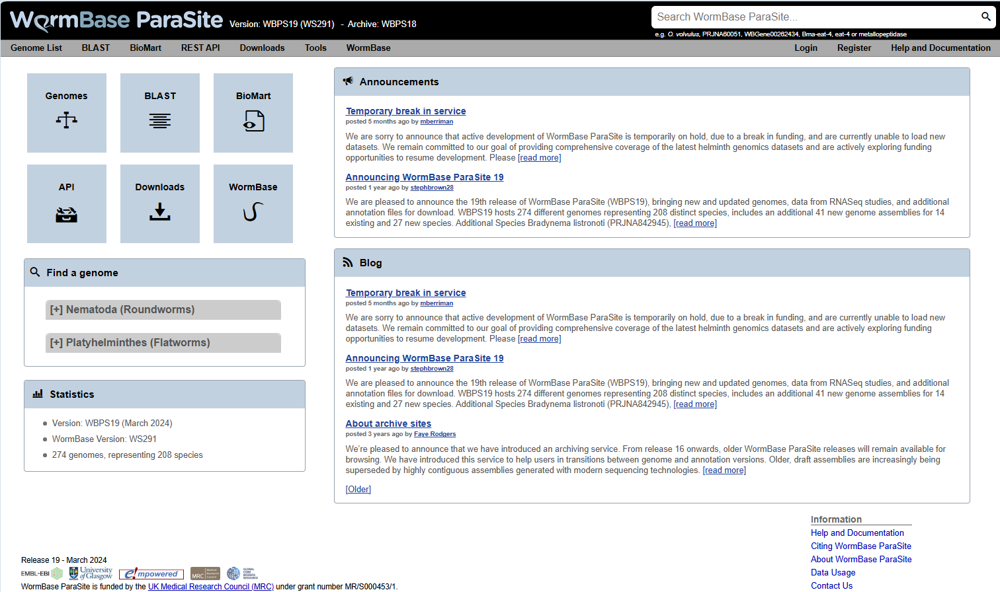 WormBase ParaSite Version: WBPS19 (WS291) - Archive: WBPS18
Search WormBase ParaSite...
e.g. O. volvulus, PRJNA60051, WBGene00262434, Bma-eat-4, eat-4 or metallopeptidase
Genome List BLAST BioMart REST API Downloads Tools WormBase Login Register Help and Documentation
Genomes BLAST BioMart
API Downloads WormBase
Find a genome
[+] Nematoda (Roundworms)
[+] Platyhelminthes (Flatworms)
Statistics
Version: WBPS19 (March 2024)
WormBase Version: WS291
274 genomes, representing 208 species
Announcements
Temporary break in service
posted 5 months ago by mberriman
We are sorry to announce that active development of WormBase ParaSite is temporarily on hold, due to a break in funding, and are currently unable to load new
datasets. We remain committed to our goal of providing comprehensive coverage of the latest helminth genomics datasets and are actively exploring funding
opportunities to resume development. Please [read more]
Announcing WormBase ParaSite 19
posted 1 year ago by stephbrown28
We are pleased to announce the 19th release of WormBase ParaSite (WBPS19), bringing new and updated genomes, data from RNASeq studies, and additional
annotation files for download. WBPS19 hosts 274 different genomes representing 208 distinct species, includes an additional 41 new genome assemblies for 14
existing and 27 new species. Additional Species Bradynema listronoti (PRJNA842945), [read more]
Blog
Temporary break in service
posted 5 months ago by mberriman
We are sorry to announce that active development of WormBase ParaSite is temporarily on hold, due to a break in funding, and are currently unable to load new
datasets. We remain committed to our goal of providing comprehensive coverage of the latest helminth genomics datasets and are actively exploring funding
opportunities to resume development. Please [read more]
Announcing WormBase ParaSite 19
posted 1 year ago by stephbrown28
We are pleased to announce the 19th release of WormBase ParaSite (WBPS19), bringing new and updated genomes, data from RNASeq studies, and additional
annotation files for download. WBPS19 hosts 274 different genomes representing 208 distinct species, includes an additional 41 new genome assemblies for 14
existing and 27 new species. Additional Species Bradynema listronoti (PRJNA842945), [read more]
About archive sites
posted 3 years ago by Faye Rodgers
We're pleased to announce that we have introduced an archiving service. From release 16 onwards, older WormBase ParaSite releases will remain available for
browsing. We have introduced this service to help users in transitions between genome and annotation versions. Older, draft assemblies are increasingly being
superseded by highly contiguous assemblies generated with modern sequencing technologies. [read more]
[Older]
Information
Help and Documentation
Citing WormBase ParaSite
About WormBase ParaSite
Data Usage
Contact Us
Release 19 - March 2024
EMBL-EBI
University
of Glasgow
e!mpowered
MRC
Medical
Research
Council
GLOBAL
CORE
BIODATA
RESOURCE
WormBase ParaSite is funded by the UK Medical Research Council (MRC) under grant number MR/S000453/1.